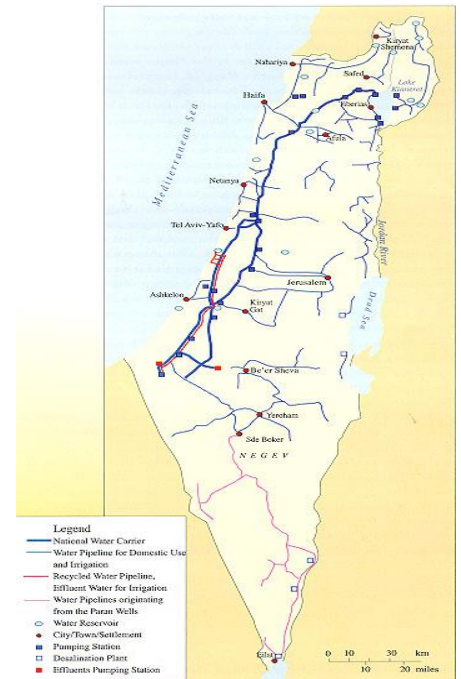 Kiryat
Shemona
Nahariya
Safed
Lake
Kinneret
Haifa
Tiberias
Afula
Mediterranean Sea
Netanya
Tel Aviv-Yafo
Jordan River
Jerusalem
Dead Sea
Ashkelon
Kiryat
Gat
Be'er Sheva
Yeroham
Sde Boker
NEGEV
Eilat
Legend
National Water Carrier
Water Pipeline for Domestic Use
and Irrigation
Recycled Water Pipeline,
Effluent Water for Irrigation
Water Pipelines originating
from the Paran Wells
Water Reservoir
City/Town/Settlement
Pumping Station
Desalination Plant
Effluents Pumping Station
0 10 30 km
10 20 miles